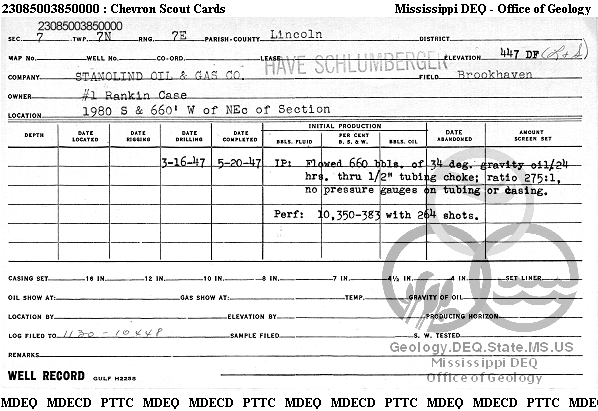 23085003850000 : Chevron Scout Cards Mississippi DEQ - Office of Geology
23085003850000
SEC. 7 TWP. 7N RNG. 7E PARISH-COUNTY Lincoln DISTRICT
MAP No. WELL No. CO-ORD. LEASE ELEVATION 447 DF (L+S)
HAVE SCHLUMBERGER
COMPANY STANOLIND OIL & GAS CO. FIELD Brookhaven
OWNER #1 Rankin Case
LOCATION 1980 S & 660' W of NEc of Section
INITIAL PRODUCTION
DEPTH DATE LOCATED DATE RIGGING DATE DRILLING DATE COMPLETED BBLS. FLUID PER CENT B. S. & W. BBLS. OIL DATE ABANDONED AMOUNT SCREEN SET
3-16-47 5-20-47 IP: Flowed 660 bbls. of 34 deg. gravity oil/24
hrs. thru 1/2" tubing choke; ratio 275:1,
no pressure gauges on tubing or casing.
Perf: 10,350-383 with 264 shots.
CASING SET 16 IN. 12 IN. 10 IN. 8 IN. 7 IN. 4½ IN. 4 IN. SET LINER
OIL SHOW AT: GAS SHOW AT: TEMP. GRAVITY OF OIL
LOCATION BY ELEVATION BY PRODUCING HORIZON
LOG FILED TO 1130 - 10448 SAMPLE FILED S. W. TESTED
REMARKS
Geology.DEQ.State.MS.US
Mississippi DEQ
Office of Geology
WELL RECORD GULF H2258
MDEQ MDECD PTTC MDEQ MDECD PTTC MDEQ MDECD PTTC MDEQ MDECD PTTC MDE